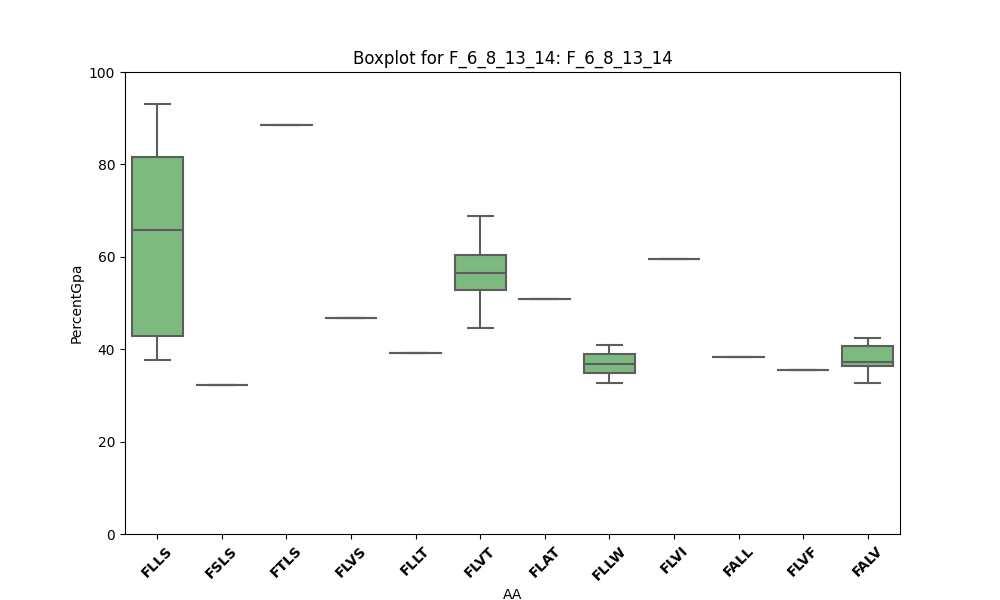 Boxplot for F_6_8_13_14: F_6_8_13_14
100
80
60
40
20
0
PercentGpa
FLLS FSLS FTLS FLVS FLLT FLVT FLAT FLLW FLVI FALL FLVF FALV
AA